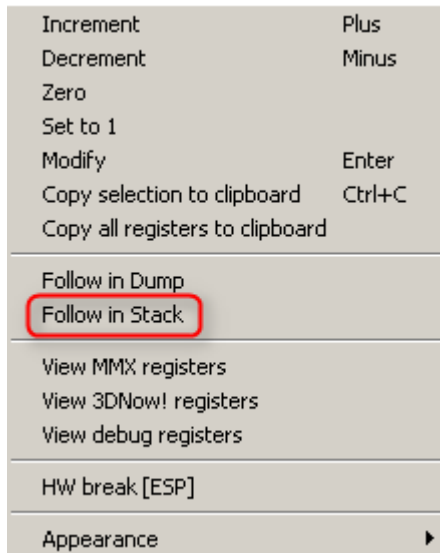 Increment Plus
Decrement Minus
Zero
Set to 1
Modify Enter
Copy selection to clipboard Ctrl+C
Copy all registers to clipboard
Follow in Dump
Follow in Stack
View MMX registers
View 3DNow! registers
View debug registers
HW break [ESP]
Appearance